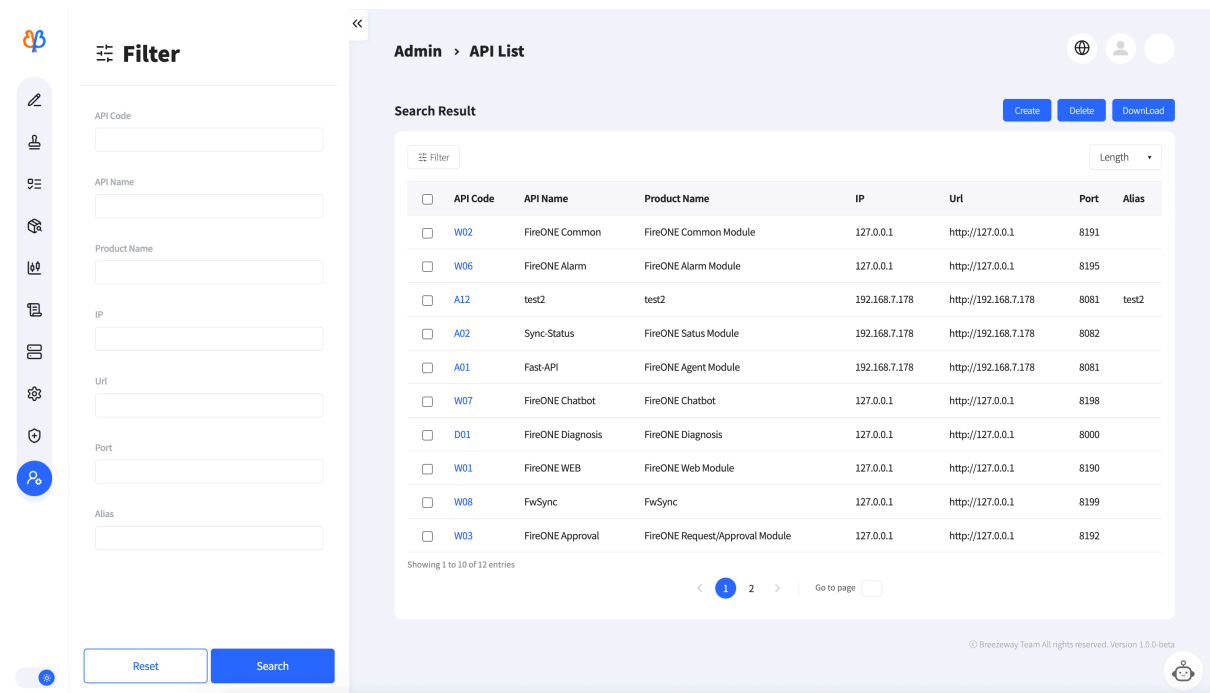 Filter
API Code
API Name
Product Name
IP
Url
Port
Alias
Reset
Search
Admin > API List
Search Result
Create
Delete
DownLoad
Filter
Length
API Code API Name Product Name IP Url Port Alias
W02 FireONE Common FireONE Common Module 127.0.0.1 http://127.0.0.1 8191
W06 FireONE Alarm FireONE Alarm Module 127.0.0.1 http://127.0.0.1 8195
A12 test2 test2 192.168.7.178 http://192.168.7.178 8081 test2
A02 Sync-Status FireONE Satus Module 192.168.7.178 http://192.168.7.178 8082
A01 Fast-API FireONE Agent Module 192.168.7.178 http://192.168.7.178 8081
W07 FireONE Chatbot FireONE Chatbot 127.0.0.1 http://127.0.0.1 8198
D01 FireONE Diagnosis FireONE Diagnosis 127.0.0.1 http://127.0.0.1 8000
W01 FireONE WEB FireONE Web Module 127.0.0.1 http://127.0.0.1 8190
W08 FwSync FwSync 127.0.0.1 http://127.0.0.1 8199
W03 FireONE Approval FireONE Request/Approval Module 127.0.0.1 http://127.0.0.1 8192
Showing 1 to 10 of 12 entries
< 1 2 > Go to page
ⓒ Breezeway Team All rights reserved. Version 1.0.0-beta